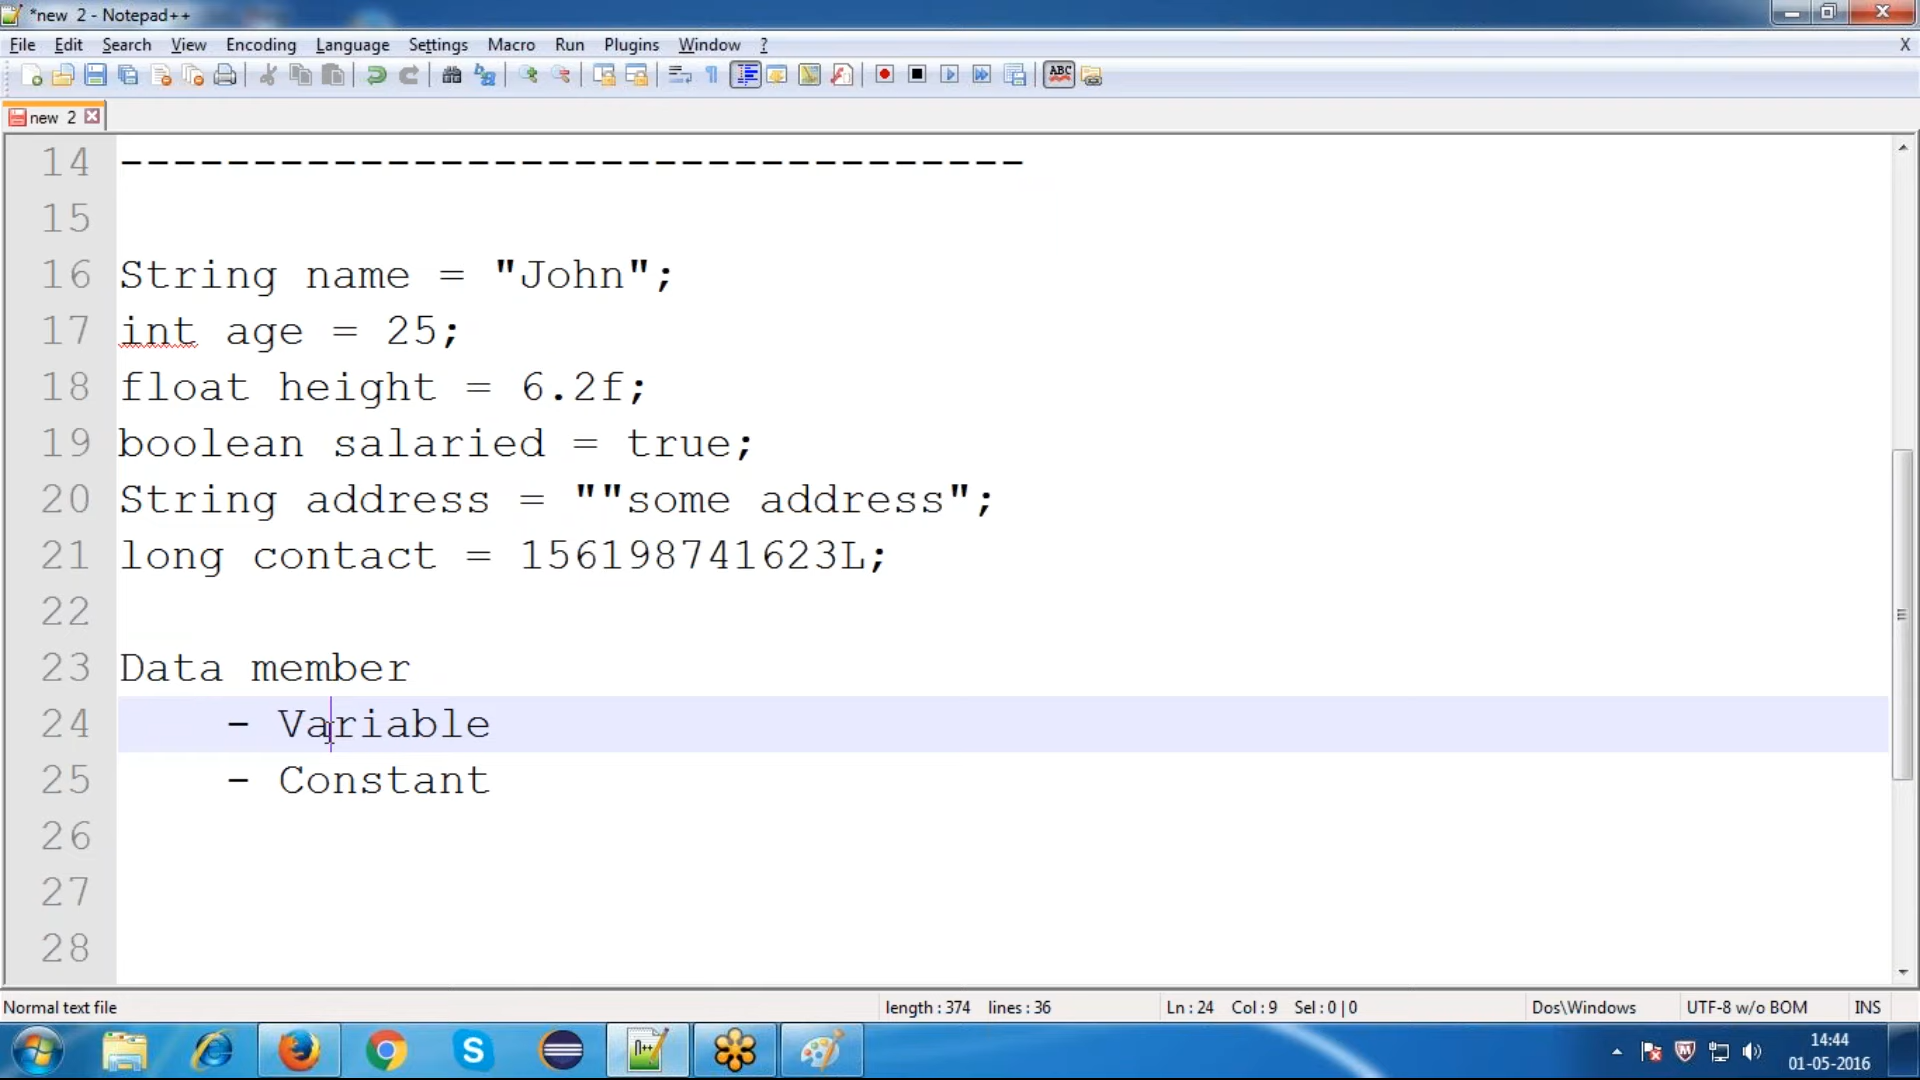 *new 2 - Notepad++
File Edit Search View Encoding Language Settings Macro Run Plugins Window ? X
ABC
new 2
14 ----------------------------------
15
16 String name = "John";
17 int age = 25;
18 float height = 6.2f;
19 boolean salaried = true;
20 String address = ""some address";
21 long contact = 156198741623L;
22
23 Data member
24 - Variable
25 - Constant
26
27
28
Normal text file length : 374 lines : 36 Ln : 24 Col : 9 Sel : 0 | 0 Dos\Windows UTF-8 w/o BOM INS
14:44
01-05-2016